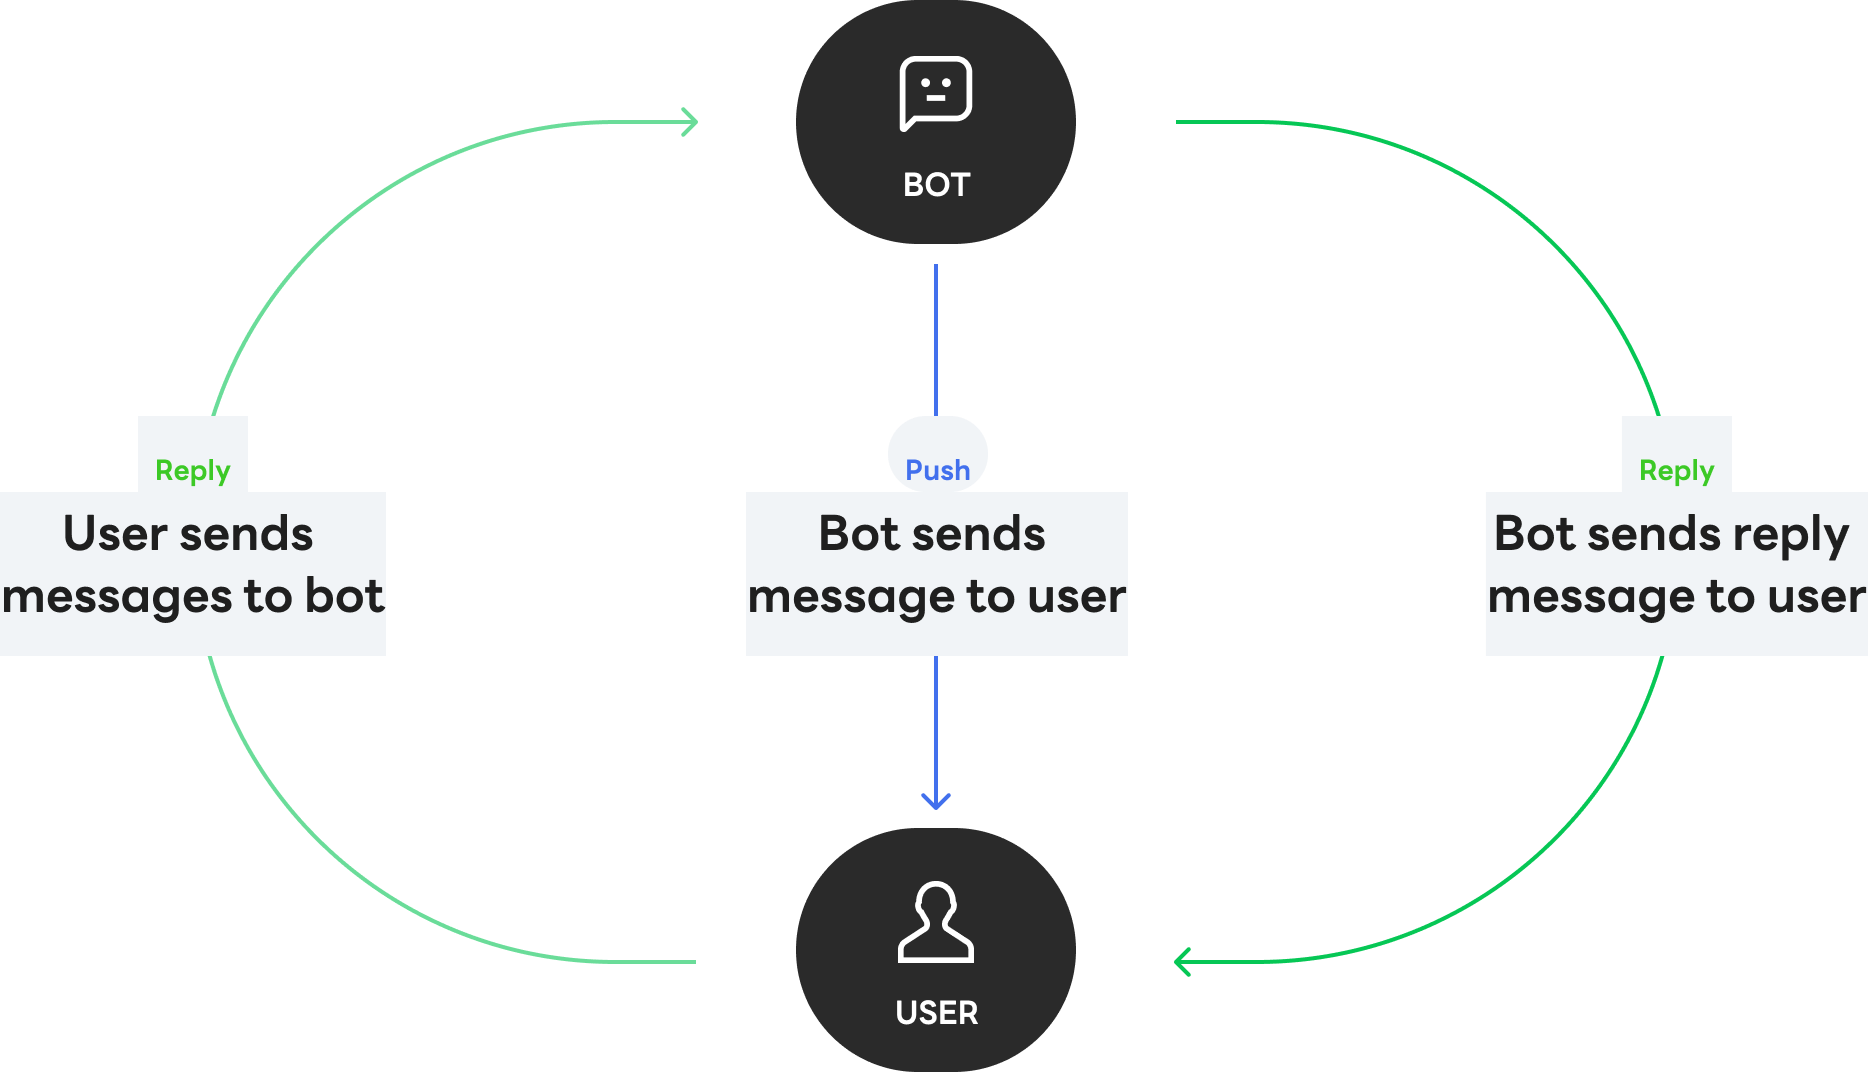 BOT
Reply
User sends
messages to bot
Push
Bot sends
message to user
Reply
Bot sends reply
message to user
USER